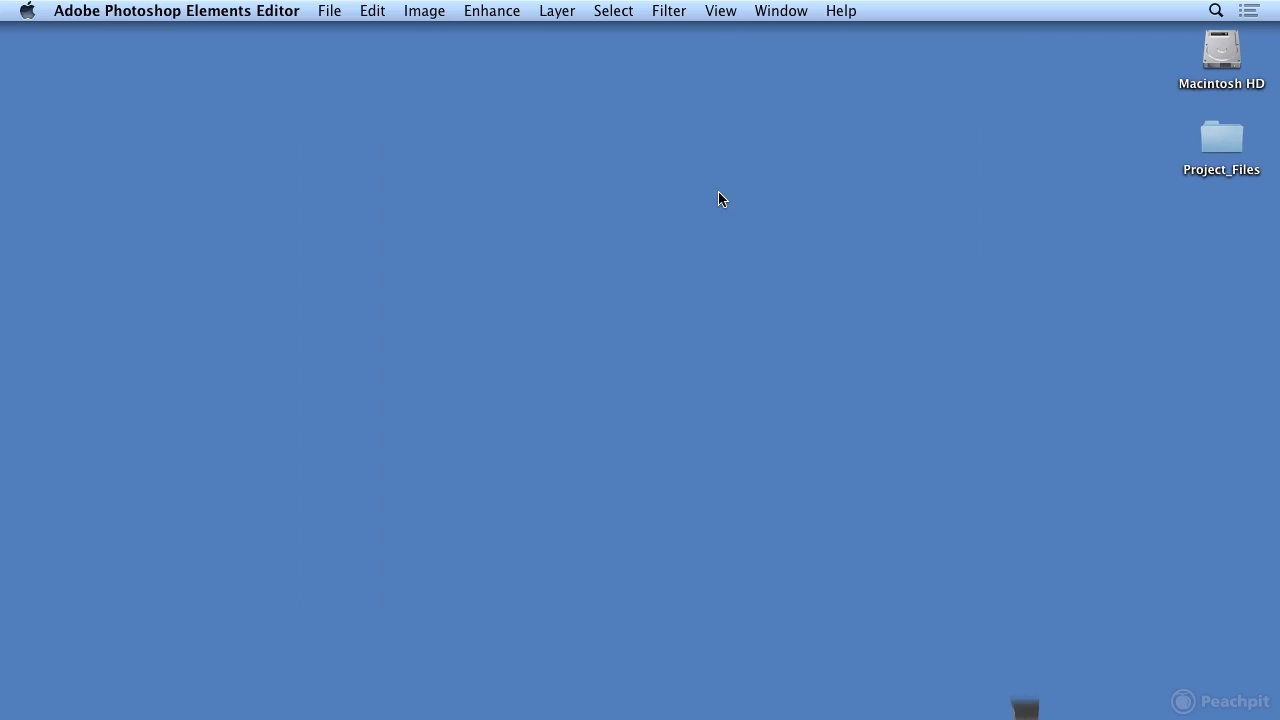 Adobe Photoshop Elements Editor File Edit Image Enhance Layer Select Filter View Window Help
Macintosh HD
Project_Files
Peachpit